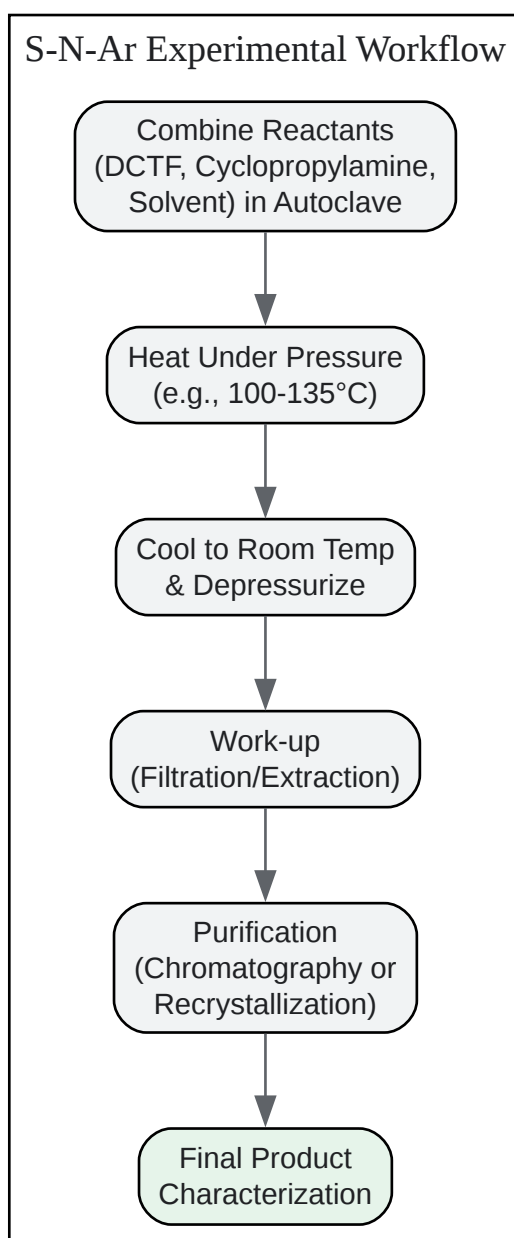 S-N-Ar Experimental Workflow
Combine Reactants
(DCTF, Cyclopropylamine,
Solvent) in Autoclave
Heat Under Pressure
(e.g., 100-135°C)
Cool to Room Temp
& Depressurize
Work-up
(Filtration/Extraction)
Purification
(Chromatography or
Recrystallization)
Final Product
Characterization